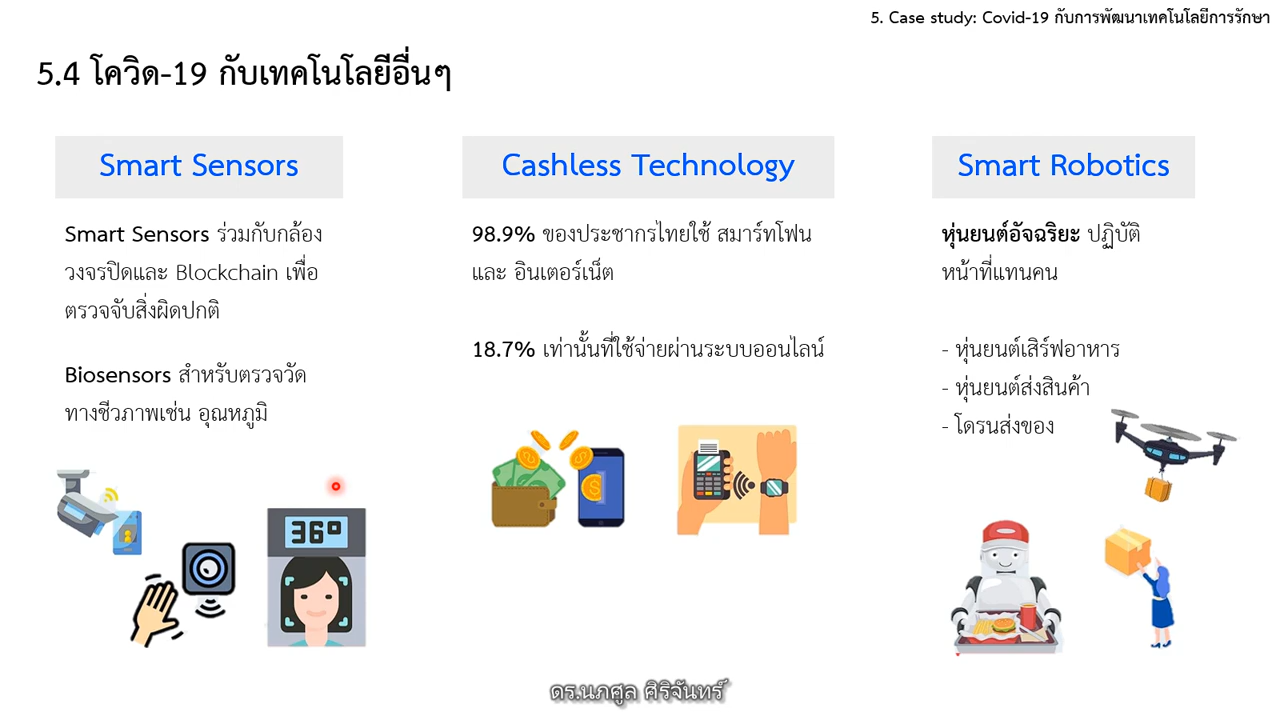 5. Case study: Covid-19 กับการพัฒนาเทคโนโลยีการรักษา
5.4 โควิด-19 กับเทคโนโลยีอื่นๆ
Smart Sensors
Smart Sensors ร่วมกับกล้อง
วงจรปิดและ Blockchain เพื่อ
ตรวจจับสิ่งผิดปกติ
Biosensors สำหรับตรวจวัด
ทางชีวภาพเช่น อุณหภูมิ
36º
Cashless Technology
98.9% ของประชากรไทยใช้ สมาร์ทโฟน
และ อินเตอร์เน็ต
18.7% เท่านั้นที่ใช้จ่ายผ่านระบบออนไลน์
Smart Robotics
หุ่นยนต์อัจฉริยะ ปฏิบัติ
หน้าที่แทนคน
- หุ่นยนต์เสิร์ฟอาหาร
- หุ่นยนต์ส่งสินค้า
- โดรนส่งของ
ดร.นภศูล ศิริจันทร์